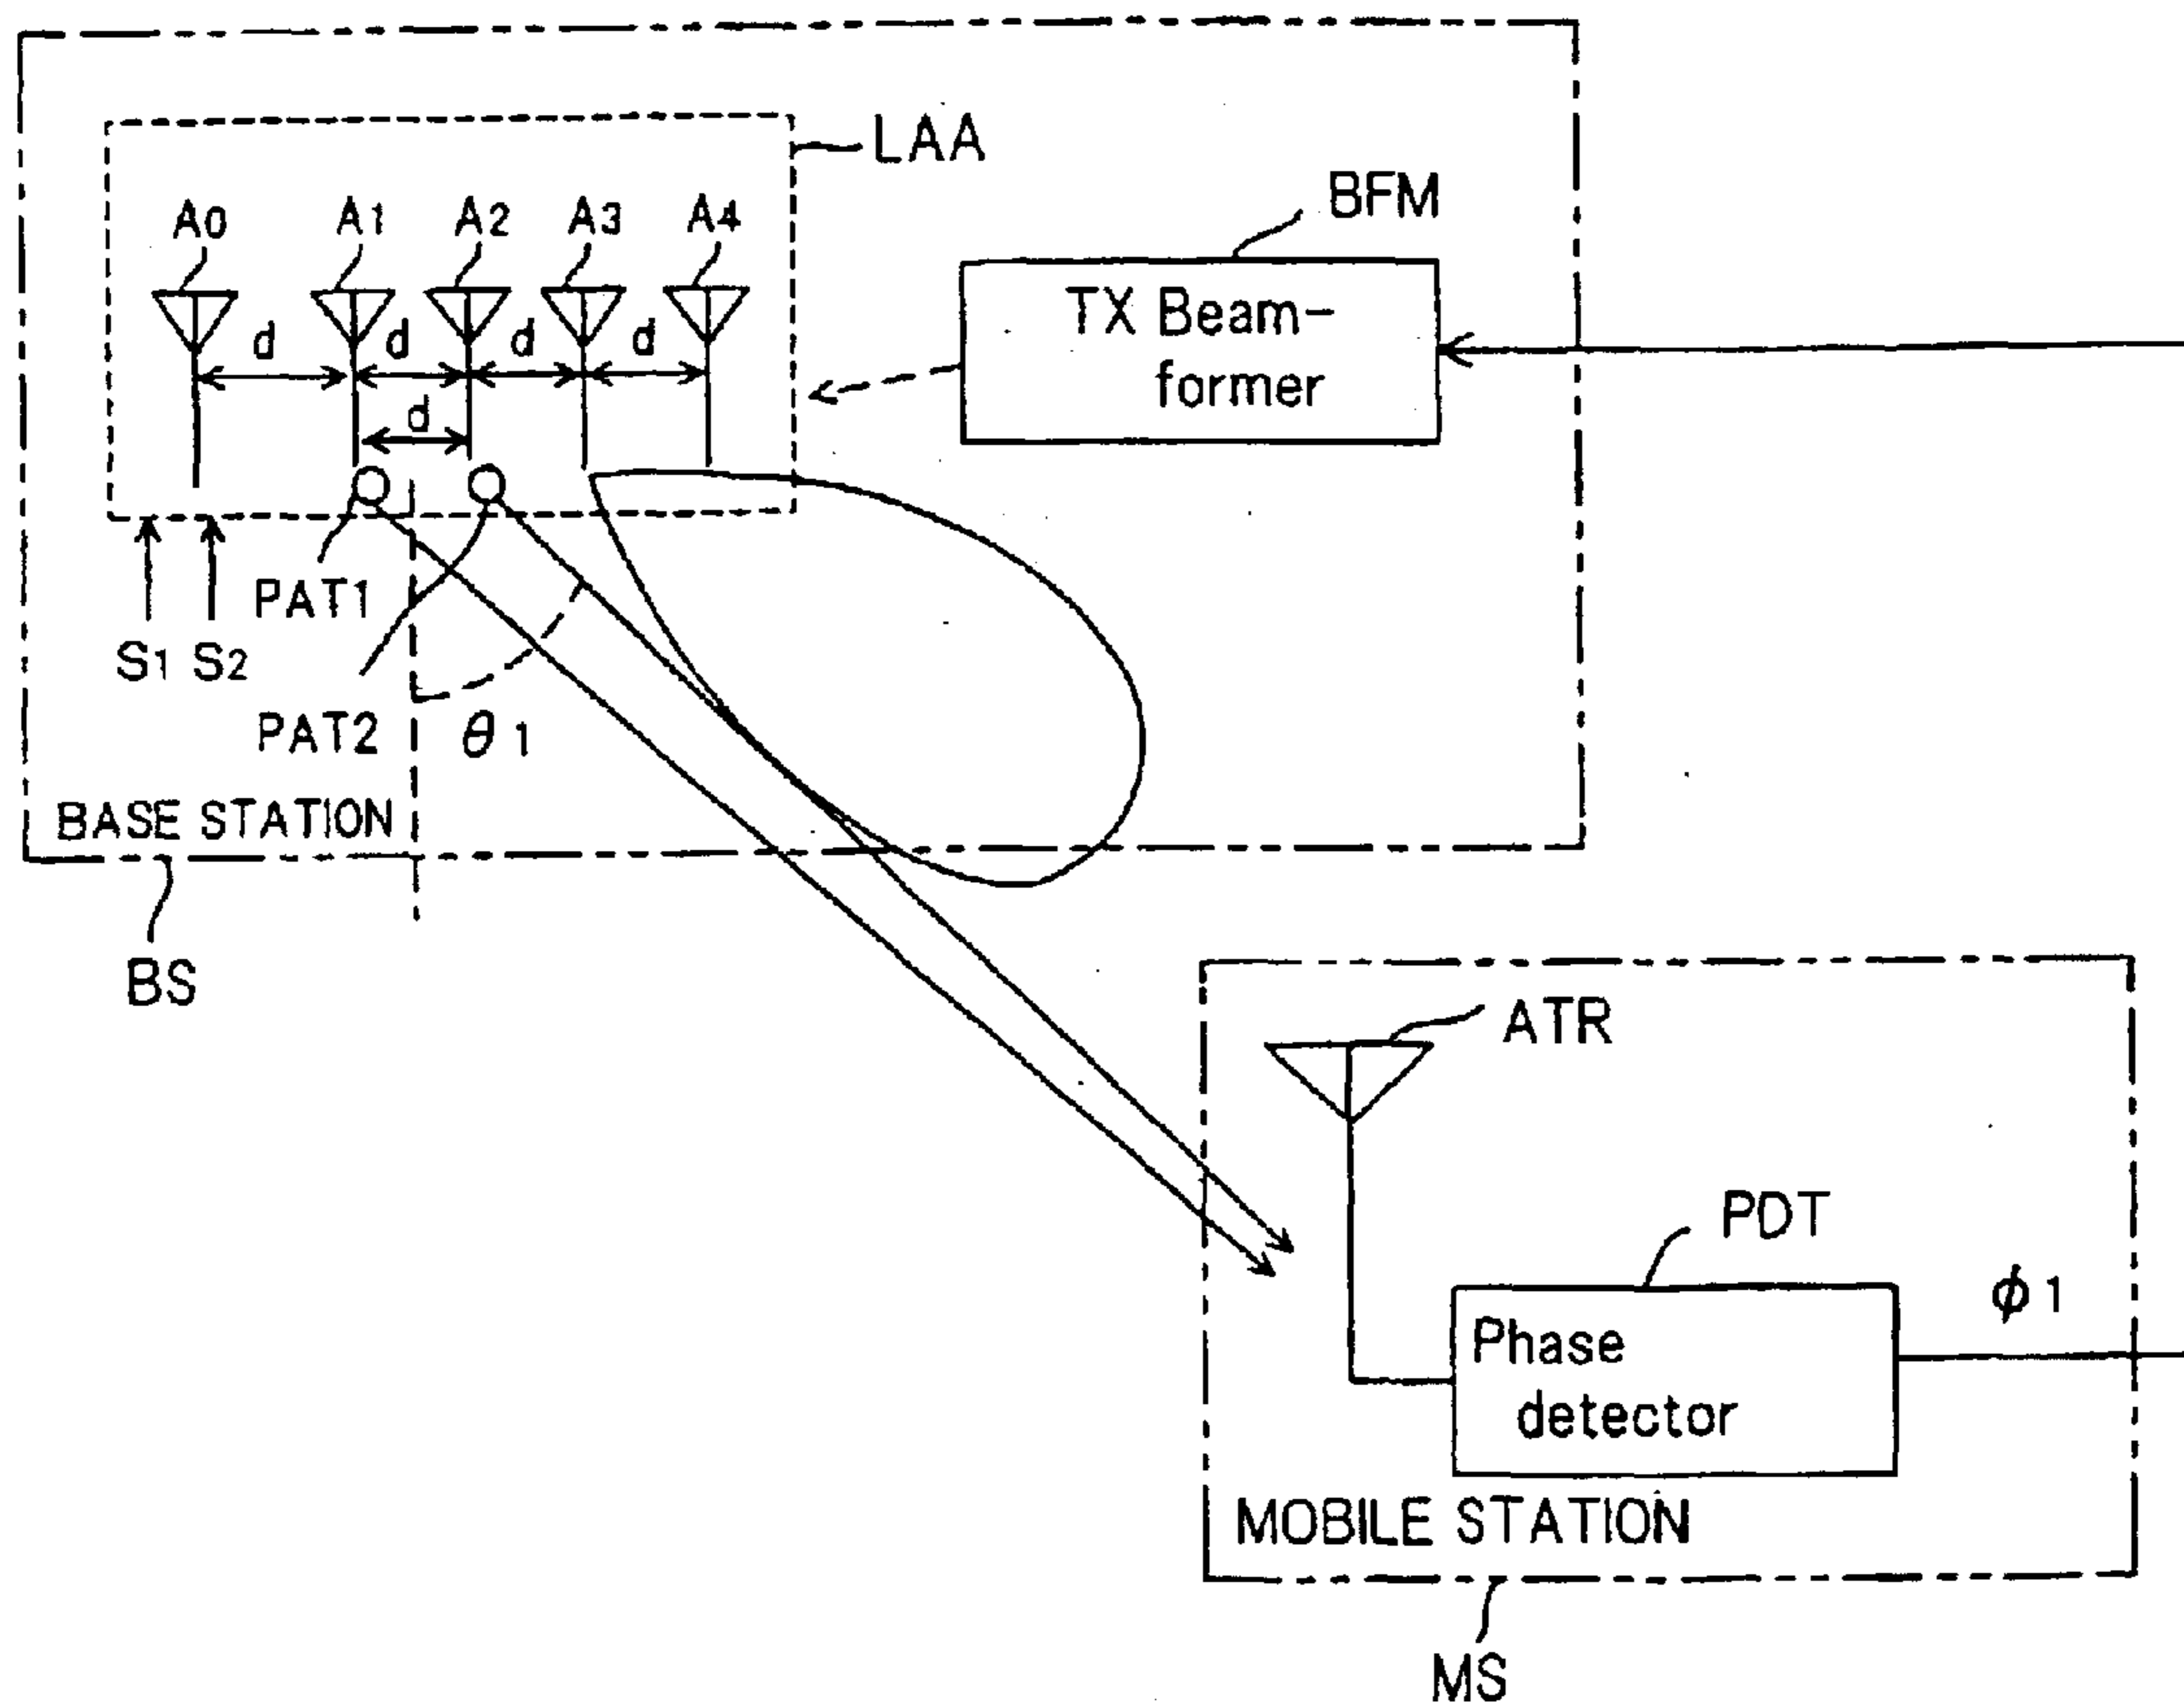 LAA
BFM
A0 A1 A2 A3 A4
TX Beam-
former
d d d d
d
PAT1
S1 S2
PAT2 θ1
BASE STATION
BS
ATR
PDT
ϕ1
Phase
detector
MOBILE STATION
MS